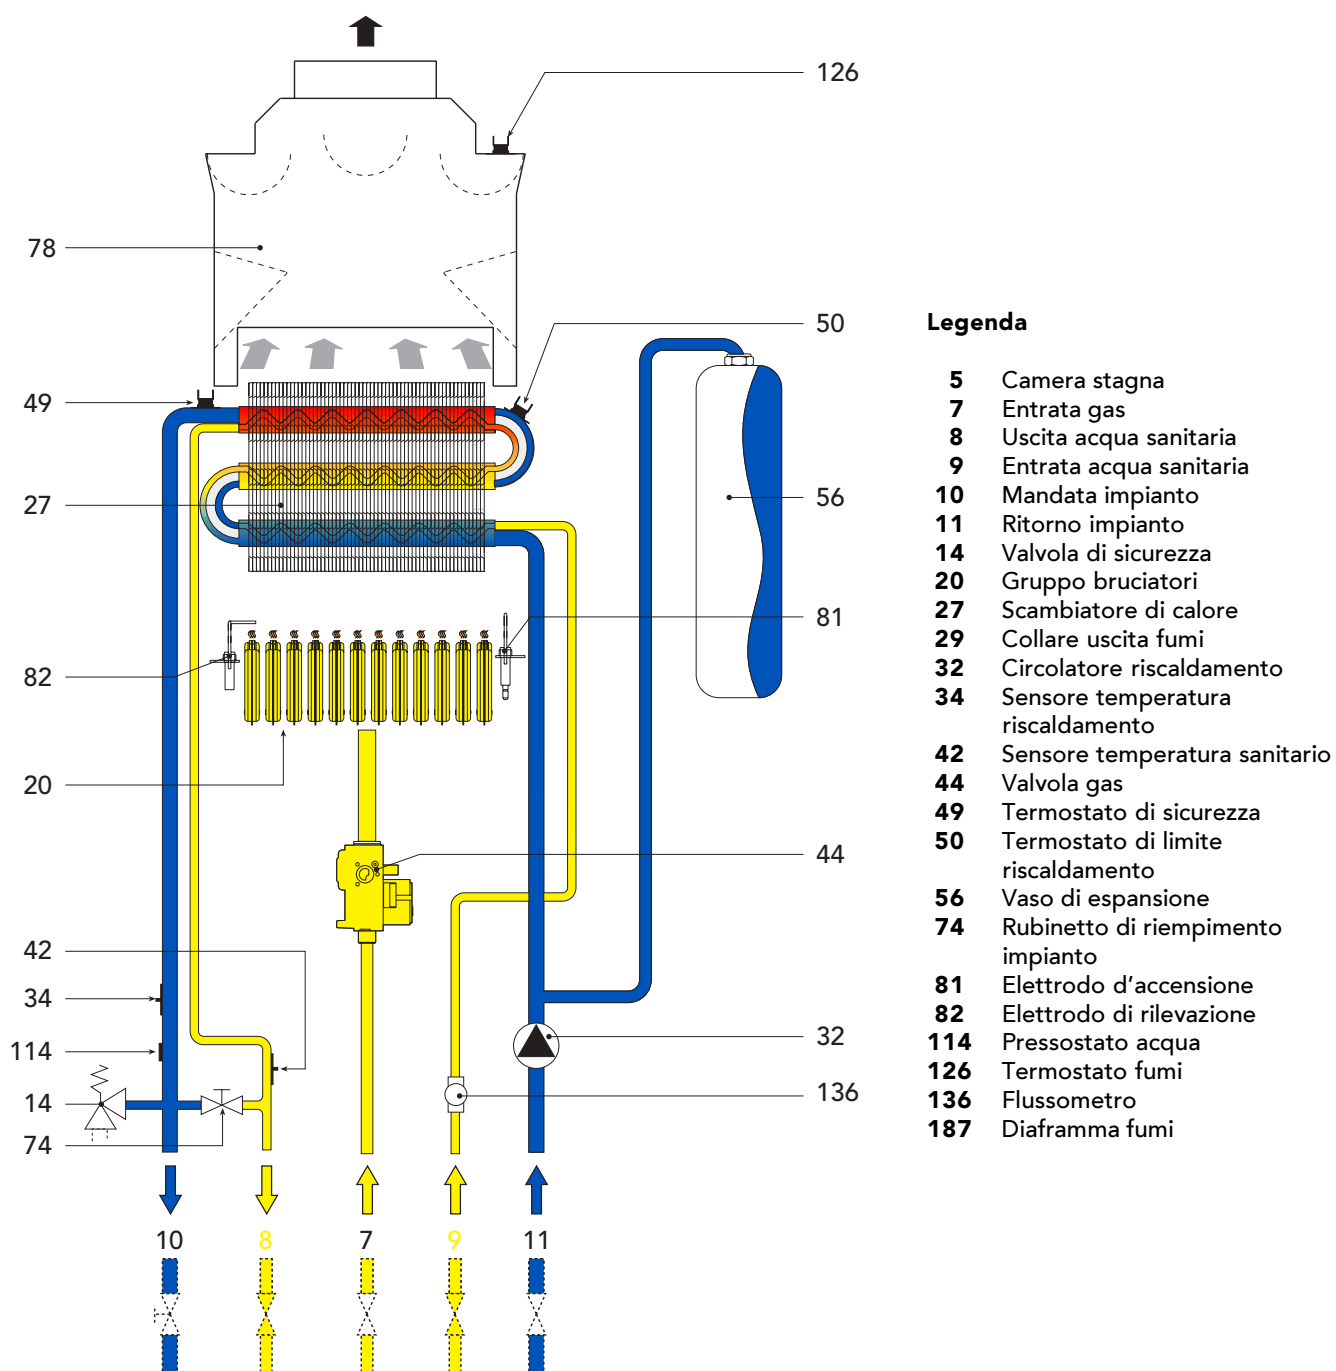 126
78
50
49
27
56
81
82
20
44
42
34
114
32
14
136
74
10
8
7
9
11
Legenda
5 Camera stagna
7 Entrata gas
8 Uscita acqua sanitaria
9 Entrata acqua sanitaria
10 Mandata impianto
11 Ritorno impianto
14 Valvola di sicurezza
20 Gruppo bruciatori
27 Scambiatore di calore
29 Collare uscita fumi
32 Circolatore riscaldamento
34 Sensore temperatura
riscaldamento
42 Sensore temperatura sanitario
44 Valvola gas
49 Termostato di sicurezza
50 Termostato di limite
riscaldamento
56 Vaso di espansione
74 Rubinetto di riempimento
impianto
81 Elettrodo d’accensione
82 Elettrodo di rilevazione
114 Pressostato acqua
126 Termostato fumi
136 Flussometro
187 Diaframma fumi